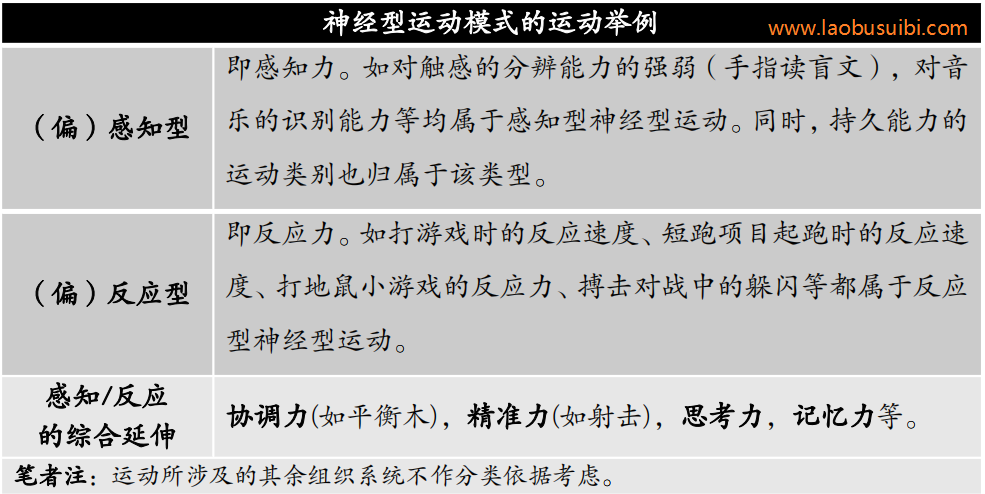 神经型运动模式的运动举例
www.laobusuibi.com
（偏）感知型
即感知力。如对触感的分辨能力的强弱（手指读盲文），对音
乐的识别能力等均属于感知型神经型运动。同时，持久能力的
运动类别也归属于该类型。
（偏）反应型
即反应力。如打游戏时的反应速度、短跑项目起跑时的反应速
度、打地鼠小游戏的反应力、搏击对战中的躲闪等都属于反应
型神经型运动。
感知/反应
的综合延伸
协调力(如平衡木)，精准力(如射击)，思考力，记忆力等。
笔者注：运动所涉及的其余组织系统不作分类依据考虑。